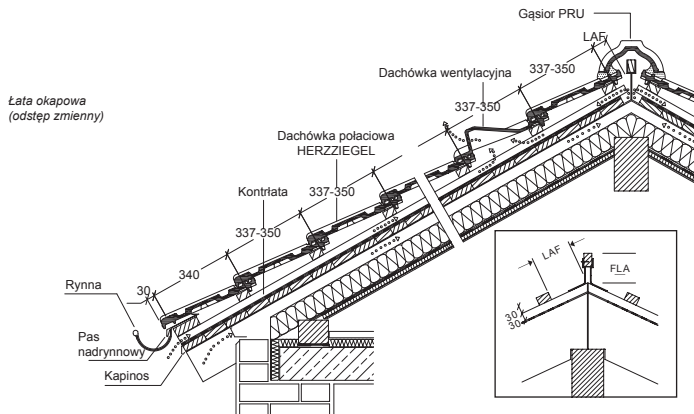 Gąsior PRU
LAF
337-350
Dachówka wentylacyjna
337-350
Łata okapowa
(odstęp zmienny)
Dachówka połaciowa
HERZZIEGEL
337-350
Kontrłata
337-350
340
30
Rynna
Pas
nadrynnowy
Kapinos
LAF
FLA
30
30